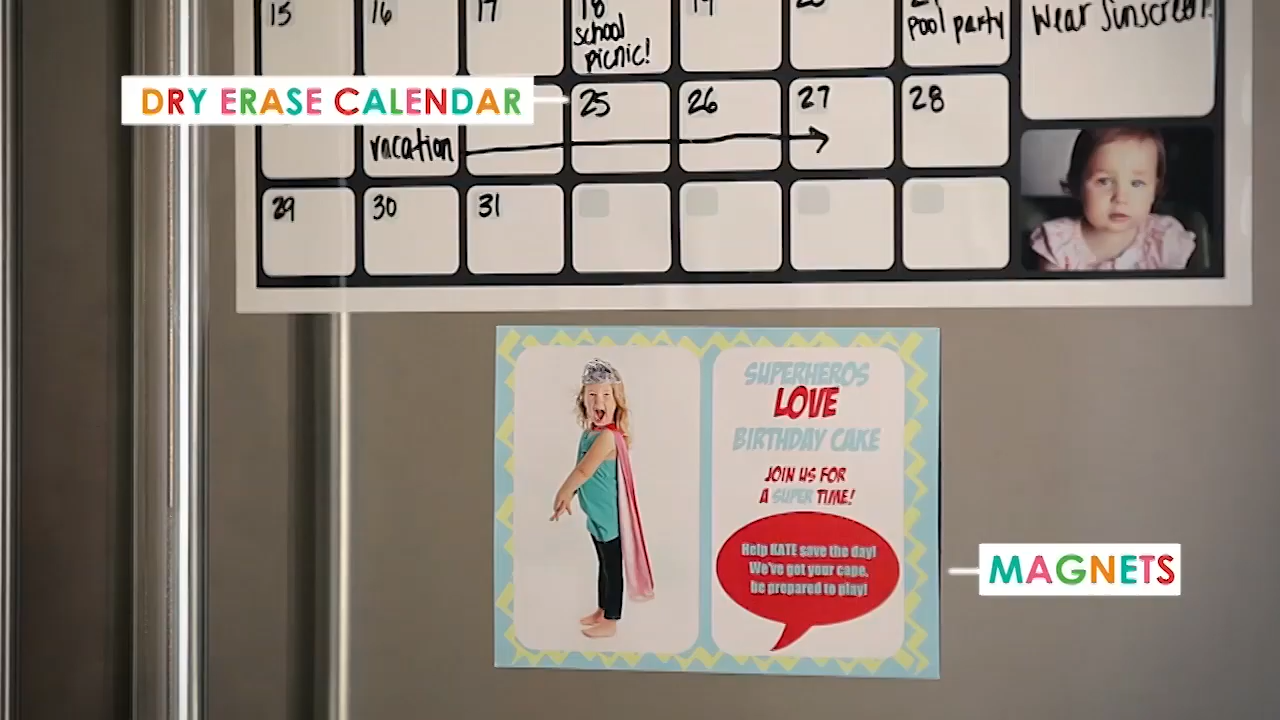 15 16 17 18 19
school
picnic!
pool party
Wear Sunscreen!
DRY ERASE CALENDAR
25 26 27 28
vacation
29 30 31
SUPERHEROS
LOVE
BIRTHDAY CAKE
JOIN US FOR
A SUPER TIME!
Help KATE save the day!
We've got your cape,
be prepared to play!
MAGNETS